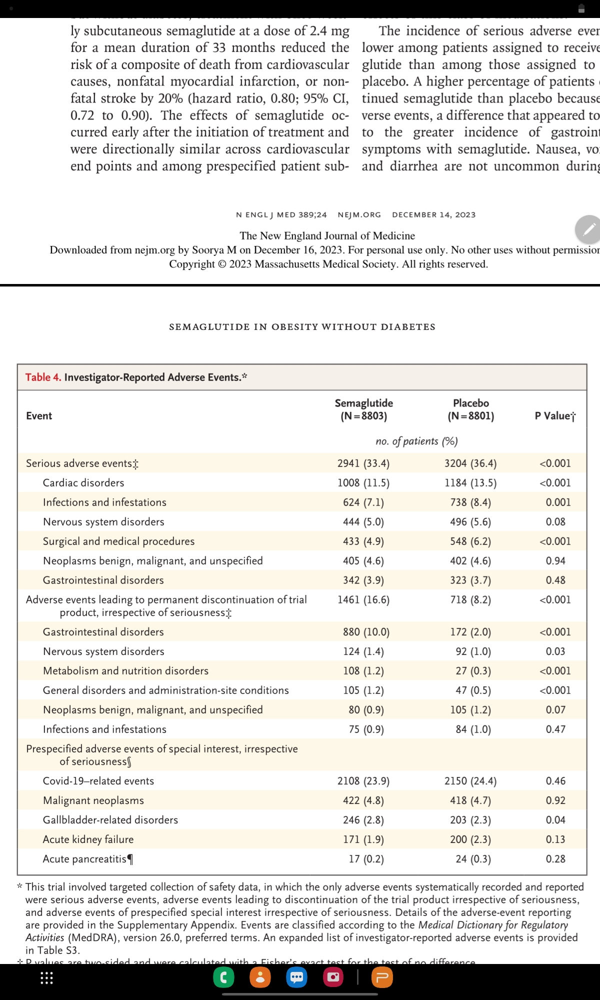 ly subcutaneous semaglutide at a dose of 2.4 mg
for a mean duration of 33 months reduced the
risk of a composite of death from cardiovascular
causes, nonfatal myocardial infarction, or non-
fatal stroke by 20% (hazard ratio, 0.80; 95% CI,
0.72 to 0.90). The effects of semaglutide oc-
curred early after the initiation of treatment and
were directionally similar across cardiovascular
end points and among prespecified patient sub-
The incidence of serious adverse even
lower among patients assigned to receive
glutide than among those assigned to
placebo. A higher percentage of patients
tinued semaglutide than placebo because
verse events, a difference that appeared to
to the greater incidence of gastroint
symptoms with semaglutide. Nausea, vo
and diarrhea are not uncommon during
N ENGL J MED 389;24 NEJM.ORG DECEMBER 14, 2023
The New England Journal of Medicine
Downloaded from nejm.org by Soorya M on December 16, 2023. For personal use only. No other uses without permission
Copyright © 2023 Massachusetts Medical Society. All rights reserved.
SEMAGLUTIDE IN OBESITY WITHOUT DIABETES
Table 4. Investigator-Reported Adverse Events.*
Event Semaglutide (N=8803) Placebo (N=8801) P Value†
no. of patients (%)
Serious adverse events‡ 2941 (33.4) 3204 (36.4) <0.001
Cardiac disorders 1008 (11.5) 1184 (13.5) <0.001
Infections and infestations 624 (7.1) 738 (8.4) 0.001
Nervous system disorders 444 (5.0) 496 (5.6) 0.08
Surgical and medical procedures 433 (4.9) 548 (6.2) <0.001
Neoplasms benign, malignant, and unspecified 405 (4.6) 402 (4.6) 0.94
Gastrointestinal disorders 342 (3.9) 323 (3.7) 0.48
Adverse events leading to permanent discontinuation of trial 1461 (16.6) 718 (8.2) <0.001
product, irrespective of seriousness‡
Gastrointestinal disorders 880 (10.0) 172 (2.0) <0.001
Nervous system disorders 124 (1.4) 92 (1.0) 0.03
Metabolism and nutrition disorders 108 (1.2) 27 (0.3) <0.001
General disorders and administration-site conditions 105 (1.2) 47 (0.5) <0.001
Neoplasms benign, malignant, and unspecified 80 (0.9) 105 (1.2) 0.07
Infections and infestations 75 (0.9) 84 (1.0) 0.47
Prespecified adverse events of special interest, irrespective
of seriousness§
Covid-19–related events 2108 (23.9) 2150 (24.4) 0.46
Malignant neoplasms 422 (4.8) 418 (4.7) 0.92
Gallbladder-related disorders 246 (2.8) 203 (2.3) 0.04
Acute kidney failure 171 (1.9) 200 (2.3) 0.13
Acute pancreatitis¶ 17 (0.2) 24 (0.3) 0.28
* This trial involved targeted collection of safety data, in which the only adverse events systematically recorded and reported
were serious adverse events, adverse events leading to discontinuation of the trial product irrespective of seriousness,
and adverse events of prespecified special interest irrespective of seriousness. Details of the adverse-event reporting
are provided in the Supplementary Appendix. Events are classified according to the Medical Dictionary for Regulatory
Activities (MedDRA), version 26.0, preferred terms. An expanded list of investigator-reported adverse events is provided
in Table S3.
† P values are two-sided and were calculated with a Fisher's exact test for the test of no difference.